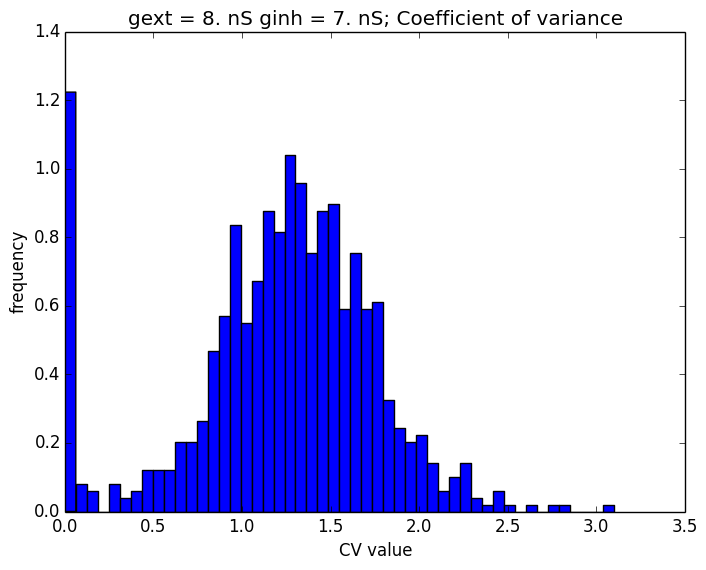 gext = 8. nS ginh = 7. nS; Coefficient of variance
1.4
1.2
1.0
0.8
0.6
0.4
0.2
0.0
frequency
0.0 0.5 1.0 1.5 2.0 2.5 3.0 3.5
CV value